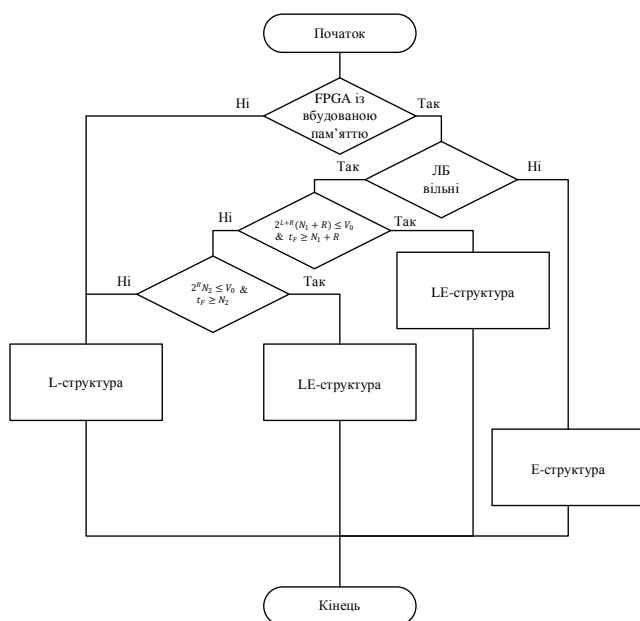 Початок
Ні
FPGA із
вбудованою
пам’яттю
Так
Так
ЛБ
вільні
Ні
Ні
2^{L+R}(N_1 + R) ≤ V_0
& t_F ≥ N_1 + R
Так
Ні
2^R N_2 ≤ V_0 &
t_F ≥ N_2
Так
LE-структура
L-структура
LE-структура
E-структура
Кінець